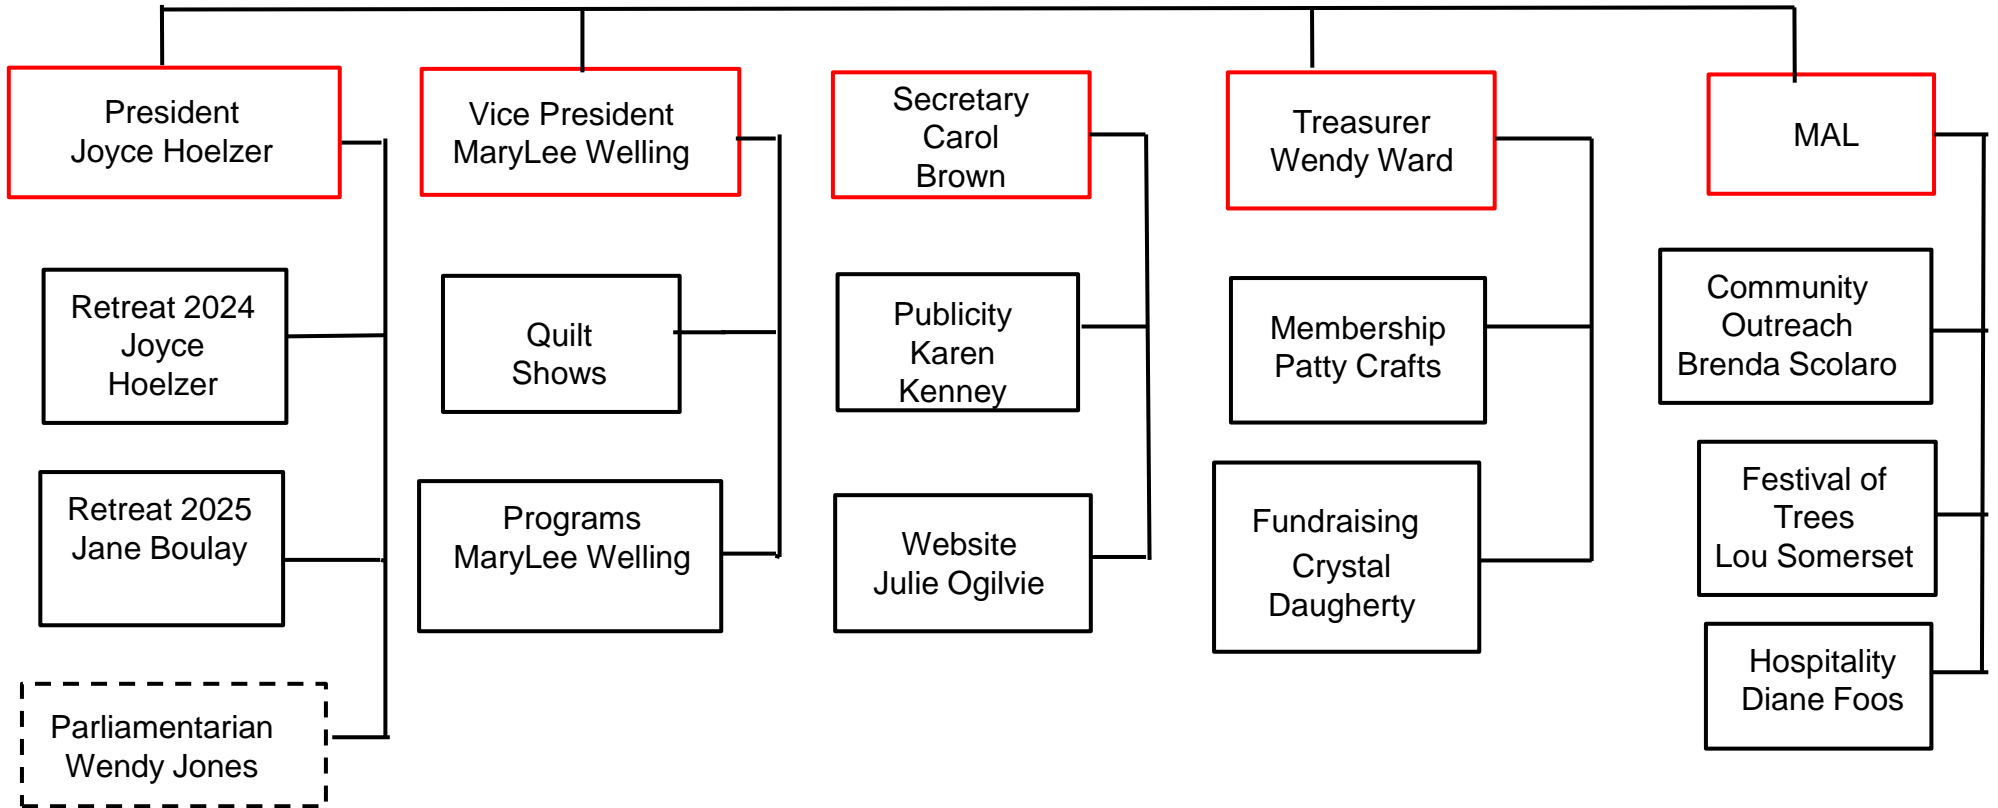 President
Joyce Hoelzer
Vice President
MaryLee Welling
Secretary
Carol
Brown
Treasurer
Wendy Ward
MAL
Retreat 2024
Joyce
Hoelzer
Quilt
Shows
Publicity
Karen
Kenney
Membership
Patty Crafts
Community
Outreach
Brenda Scolaro
Retreat 2025
Jane Boulay
Programs
MaryLee Welling
Website
Julie Ogilvie
Fundraising
Crystal
Daugherty
Festival of
Trees
Lou Somerset
Parliamentarian
Wendy Jones
Hospitality
Diane Foos